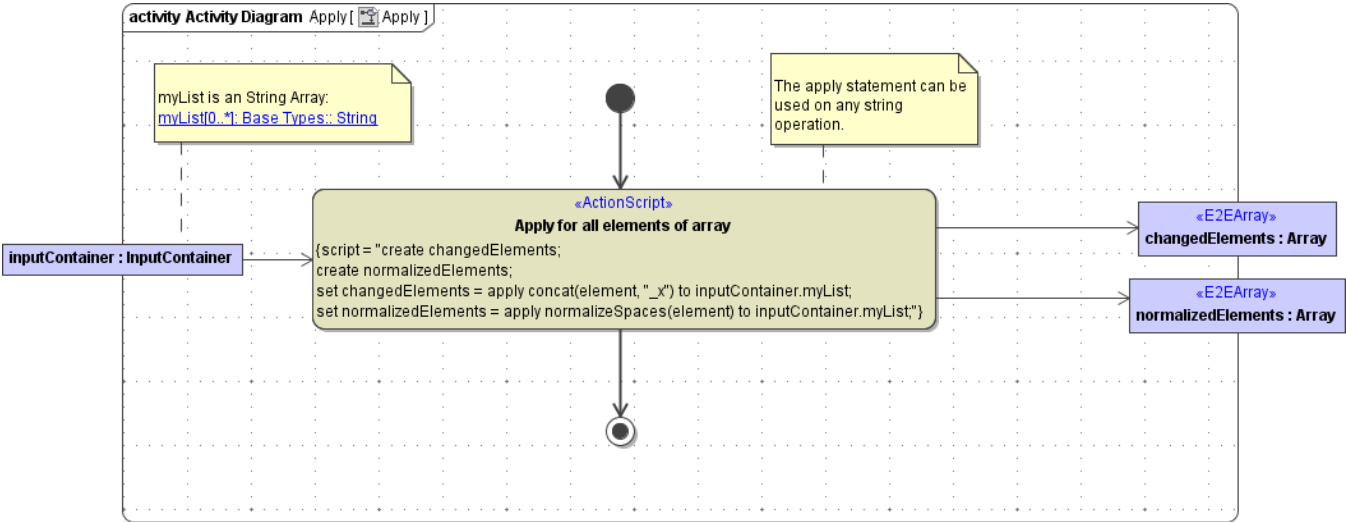 activity Activity Diagram Apply [ Apply ]
myList is an String Array:
myList[0..*]: Base Types:: String
The apply statement can be
used on any string
operation.
«ActionScript»
Apply for all elements of array
{script = "create changedElements;
create normalizedElements;
set changedElements = apply concat(element, "_x") to inputContainer.myList;
set normalizedElements = apply normalizeSpaces(element) to inputContainer.myList;"}
inputContainer : InputContainer
«E2EArray»
changedElements : Array
«E2EArray»
normalizedElements : Array